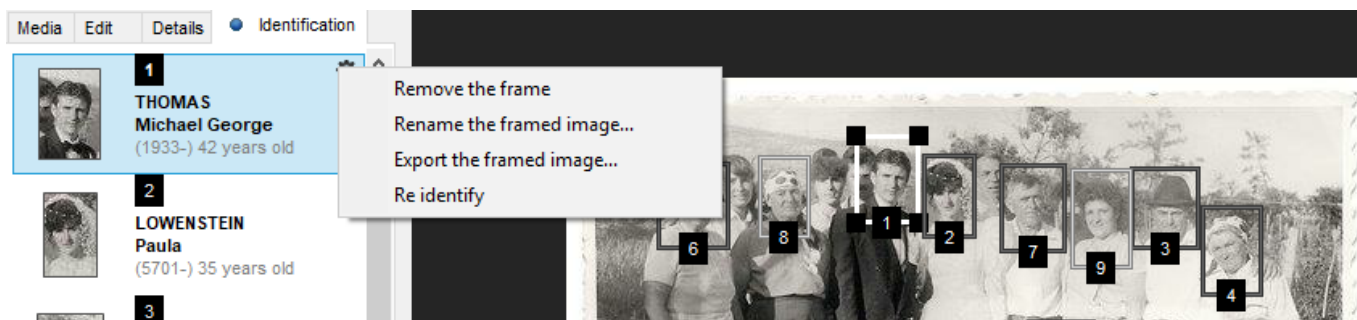 Media Edit Details Identification
1
THOMAS
Michael George
(1933-) 42 years old
2
LOWENSTEIN
Paula
(5701-) 35 years old
3
Remove the frame
Rename the framed image...
Export the framed image...
Re identify
6
8
1
2
7
9
3
4